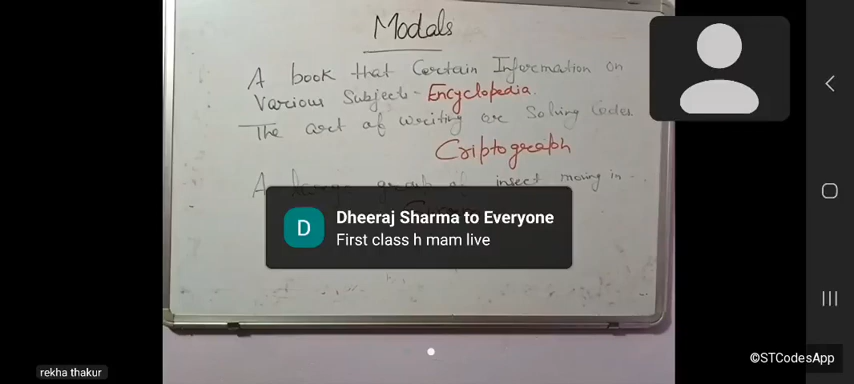 Modals
A book that Certain Information on
Various Subject - Encyclopedia.
The art of writing or Solving Codes
Criptograph
A large insect moving in -
D
Dheeraj Sharma to Everyone
First class h mam live
©STCodesApp
rekha thakur